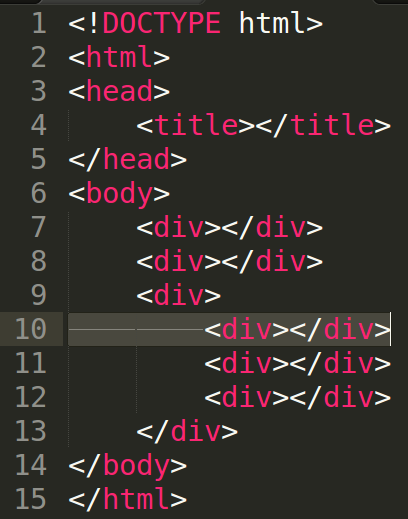 1 <!DOCTYPE html>
2 <html>
3 <head>
4     <title></title>
5 </head>
6 <body>
7     <div></div>
8     <div></div>
9     <div>
10         <div></div>
11         <div></div>
12         <div></div>
13     </div>
14 </body>
15 </html>